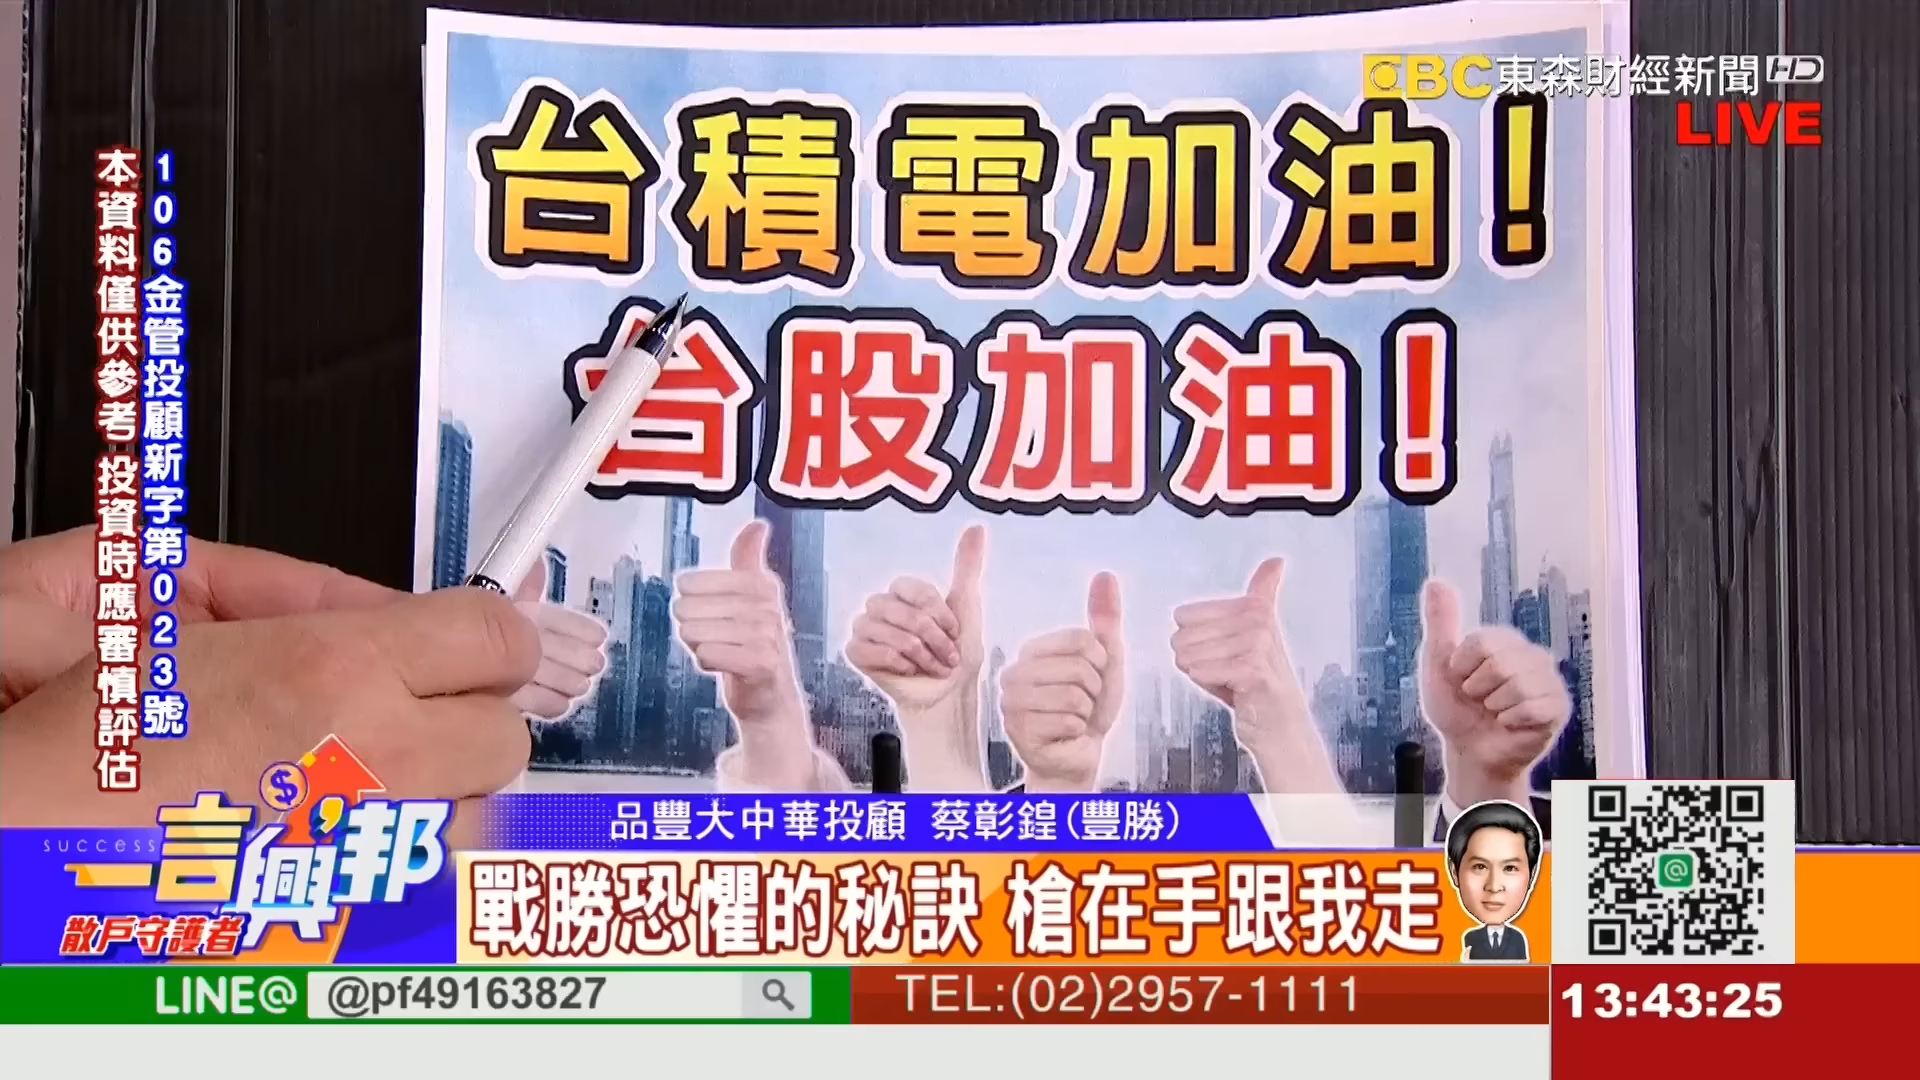 EBC東森財經新聞HD
LIVE
台積電加油!
台股加油!
106金管投顧新字第023號
本資料僅供參考 投資時應審慎評估
success
一言興邦
散戶守護者
品豐大中華投顧 蔡彰鍠(豐勝)
戰勝恐懼的秘訣 槍在手跟我走
LINE@ @pf49163827
TEL:(02)2957-1111
13:43:25